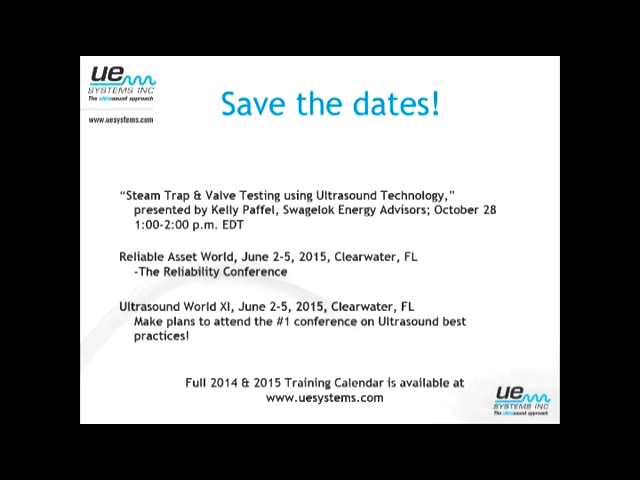 ue
SYSTEMS INC
The ultrasound approach
www.uesystems.com
Save the dates!
“Steam Trap & Valve Testing using Ultrasound Technology,”
presented by Kelly Paffel, Swagelok Energy Advisors; October 28
1:00-2:00 p.m. EDT
Reliable Asset World, June 2-5, 2015, Clearwater, FL
-The Reliability Conference
Ultrasound World XI, June 2-5, 2015, Clearwater, FL
Make plans to attend the #1 conference on Ultrasound best
practices!
Full 2014 & 2015 Training Calendar is available at
www.uesystems.com
ue
SYSTEMS INC
The ultrasound approach